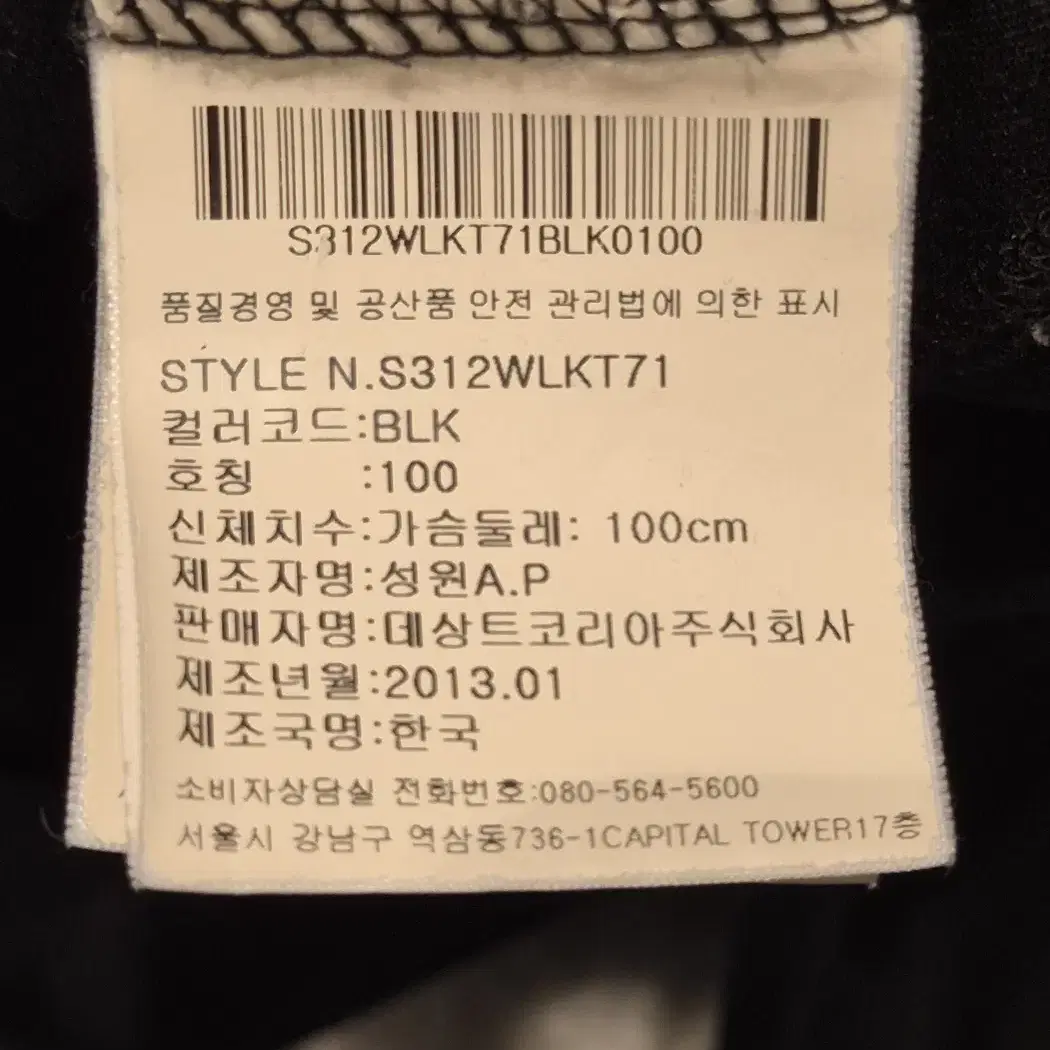 S312WLKT71BLK0100
품질경영 및 공산품 안전 관리법에 의한 표시
STYLE N.S312WLKT71
컬러코드:BLK
호칭 :100
신체치수:가슴둘레: 100cm
제조자명:성원A.P
판매자명:데상트코리아주식회사
제조년월:2013.01
제조국명:한국
소비자상담실 전화번호:080-564-5600
서울시 강남구 역삼동736-1CAPITAL TOWER17층